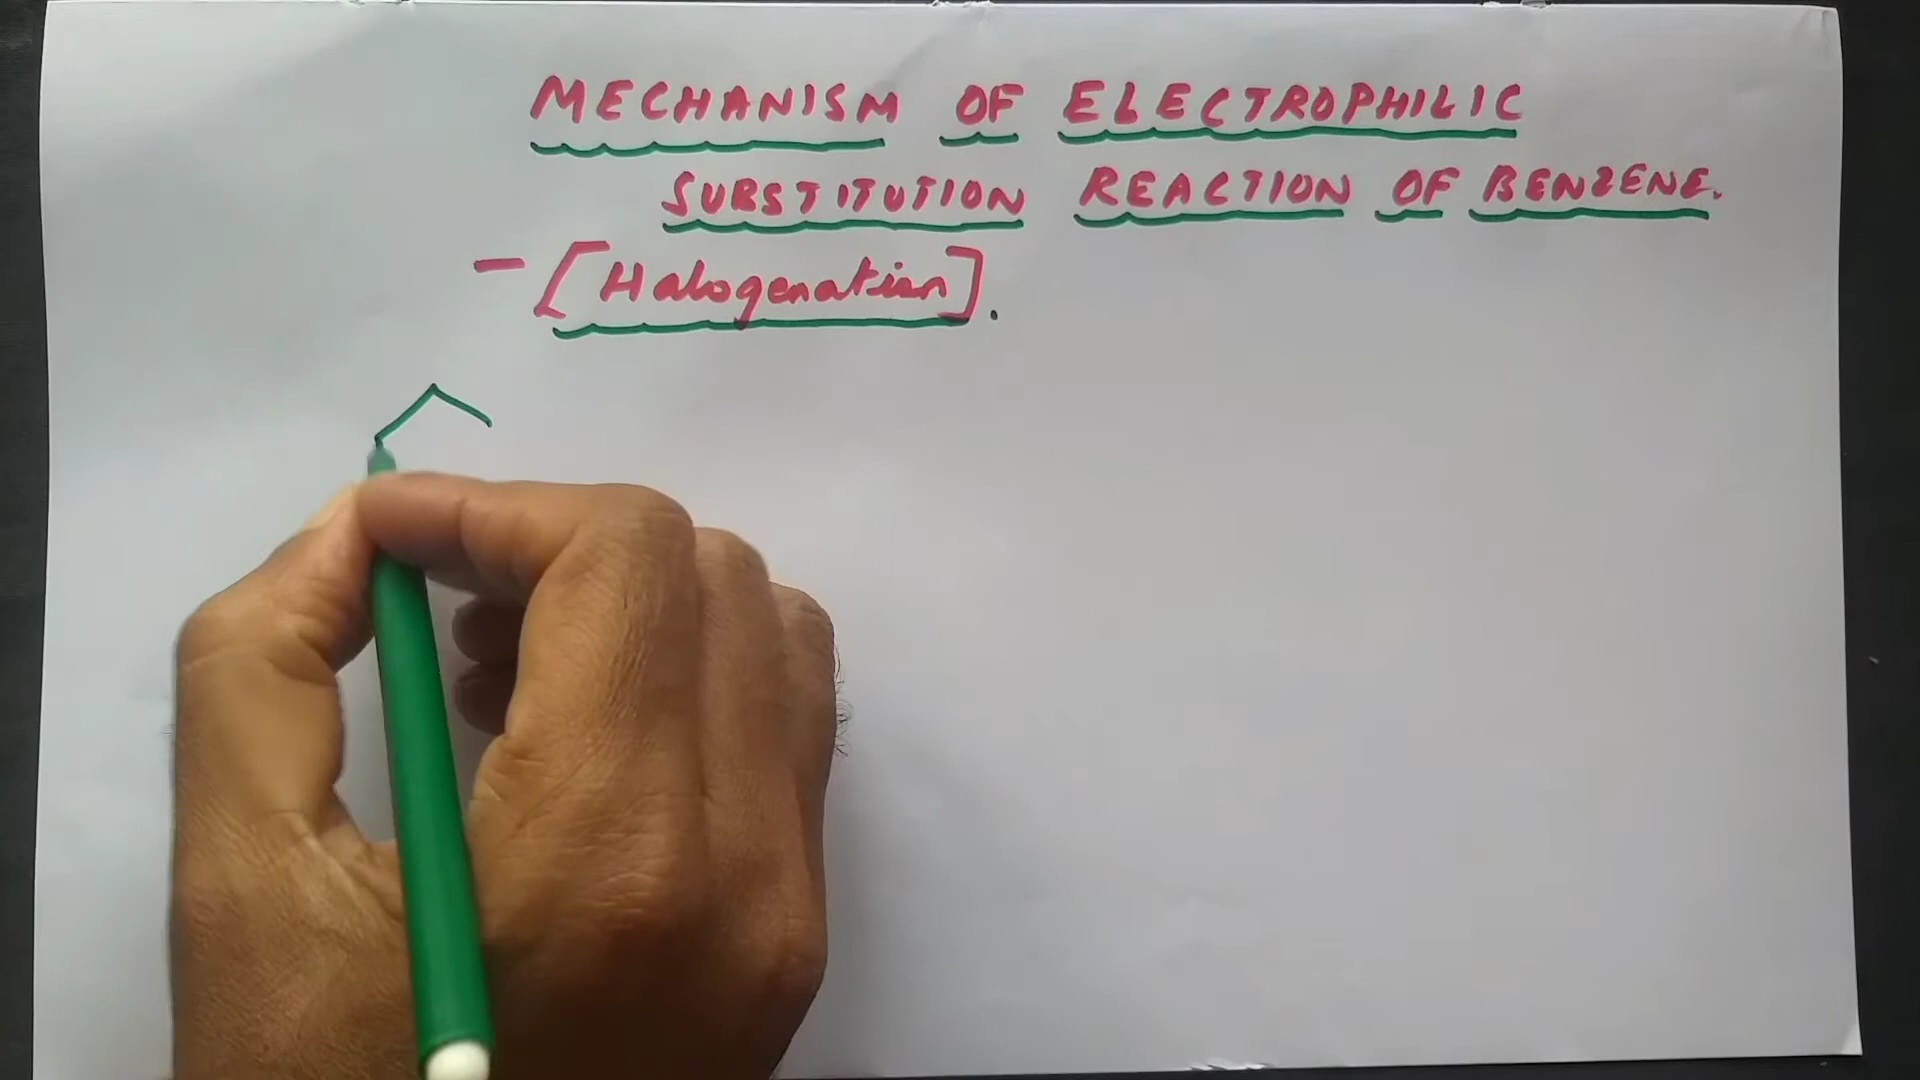 MECHANISM OF ELECTROPHILIC
SUBSTITUTION REACTION OF BENZENE.
- [Halogenation].